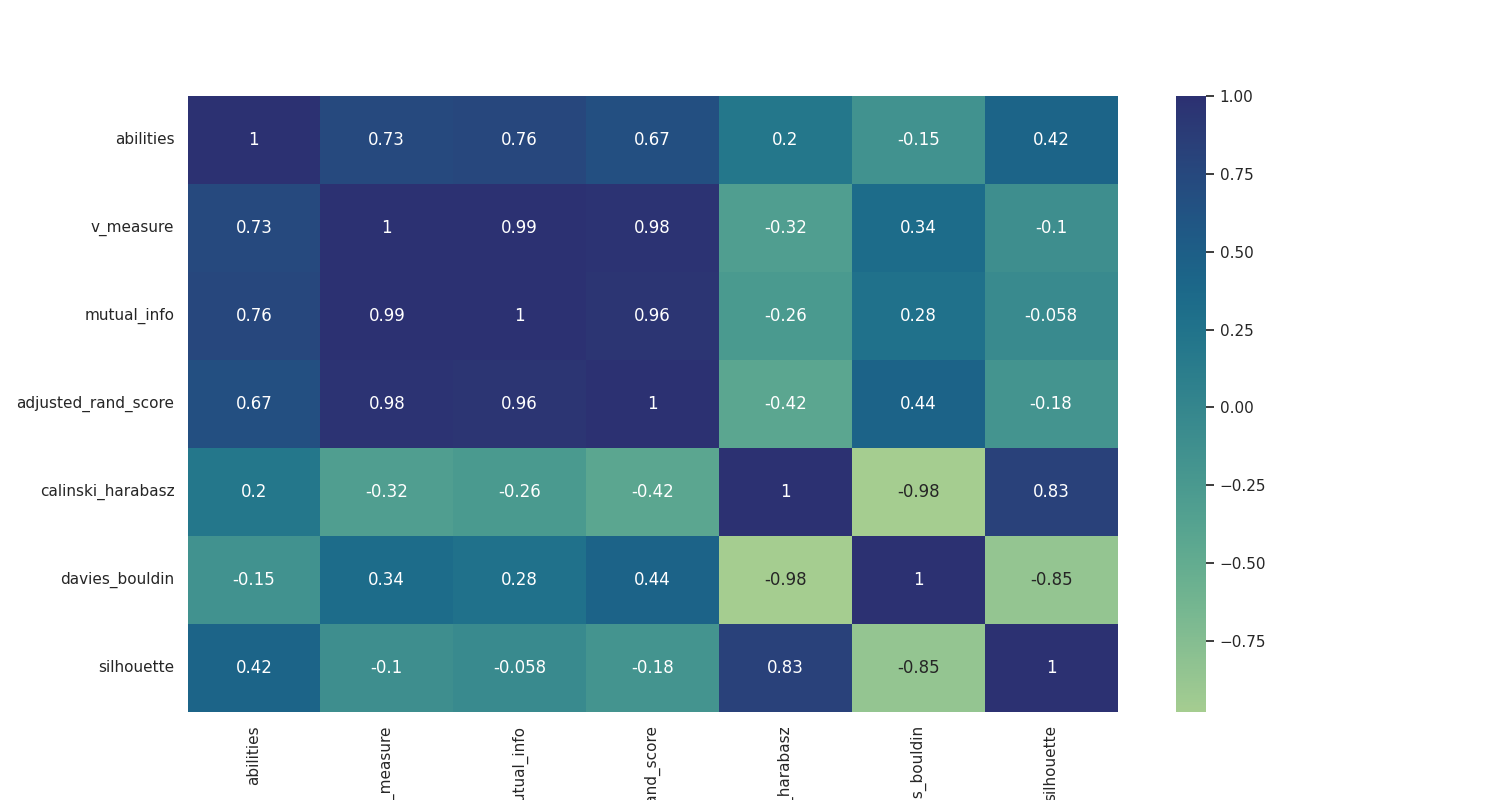 abilities 1 0.73 0.76 0.67 0.2 -0.15 0.42 1.00
v_measure 0.73 1 0.99 0.98 -0.32 0.34 -0.1 0.75
mutual_info 0.76 0.99 1 0.96 -0.26 0.28 -0.058 0.50
adjusted_rand_score 0.67 0.98 0.96 1 -0.42 0.44 -0.18 0.25
calinski_harabasz 0.2 -0.32 -0.26 -0.42 1 -0.98 0.83 0.00
davies_bouldin -0.15 0.34 0.28 0.44 -0.98 1 -0.85 −0.25
silhouette 0.42 -0.1 -0.058 -0.18 0.83 -0.85 1 −0.50
−0.75
abilities
_measure
utual_info
and_score
_harabasz
s_bouldin
silhouette